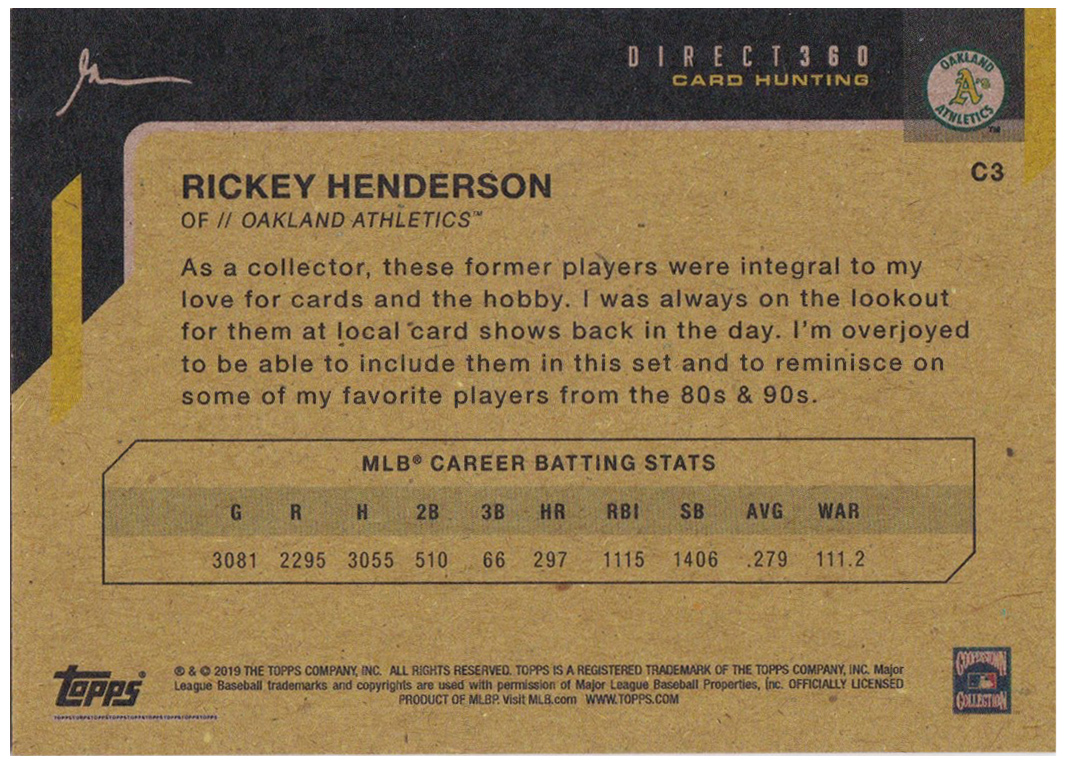 DIRECT360
CARD HUNTING
OAKLAND
A's
ATHLETICS
™
C3
RICKEY HENDERSON
OF // OAKLAND ATHLETICS™
As a collector, these former players were integral to my
love for cards and the hobby. I was always on the lookout
for them at local card shows back in the day. I'm overjoyed
to be able to include them in this set and to reminisce on
some of my favorite players from the 80s & 90s.
MLB® CAREER BATTING STATS
G R H 2B 3B HR RBI SB AVG WAR
3081 2295 3055 510 66 297 1115 1406 .279 111.2
topps®
® & © 2019 THE TOPPS COMPANY, INC. ALL RIGHTS RESERVED. TOPPS IS A REGISTERED TRADEMARK OF THE TOPPS COMPANY, INC. Major
League Baseball trademarks and copyrights are used with permission of Major League Baseball Properties, Inc. OFFICIALLY LICENSED
PRODUCT OF MLBP. Visit MLB.com WWW.TOPPS.COM
COOPERSTOWN
COLLECTION